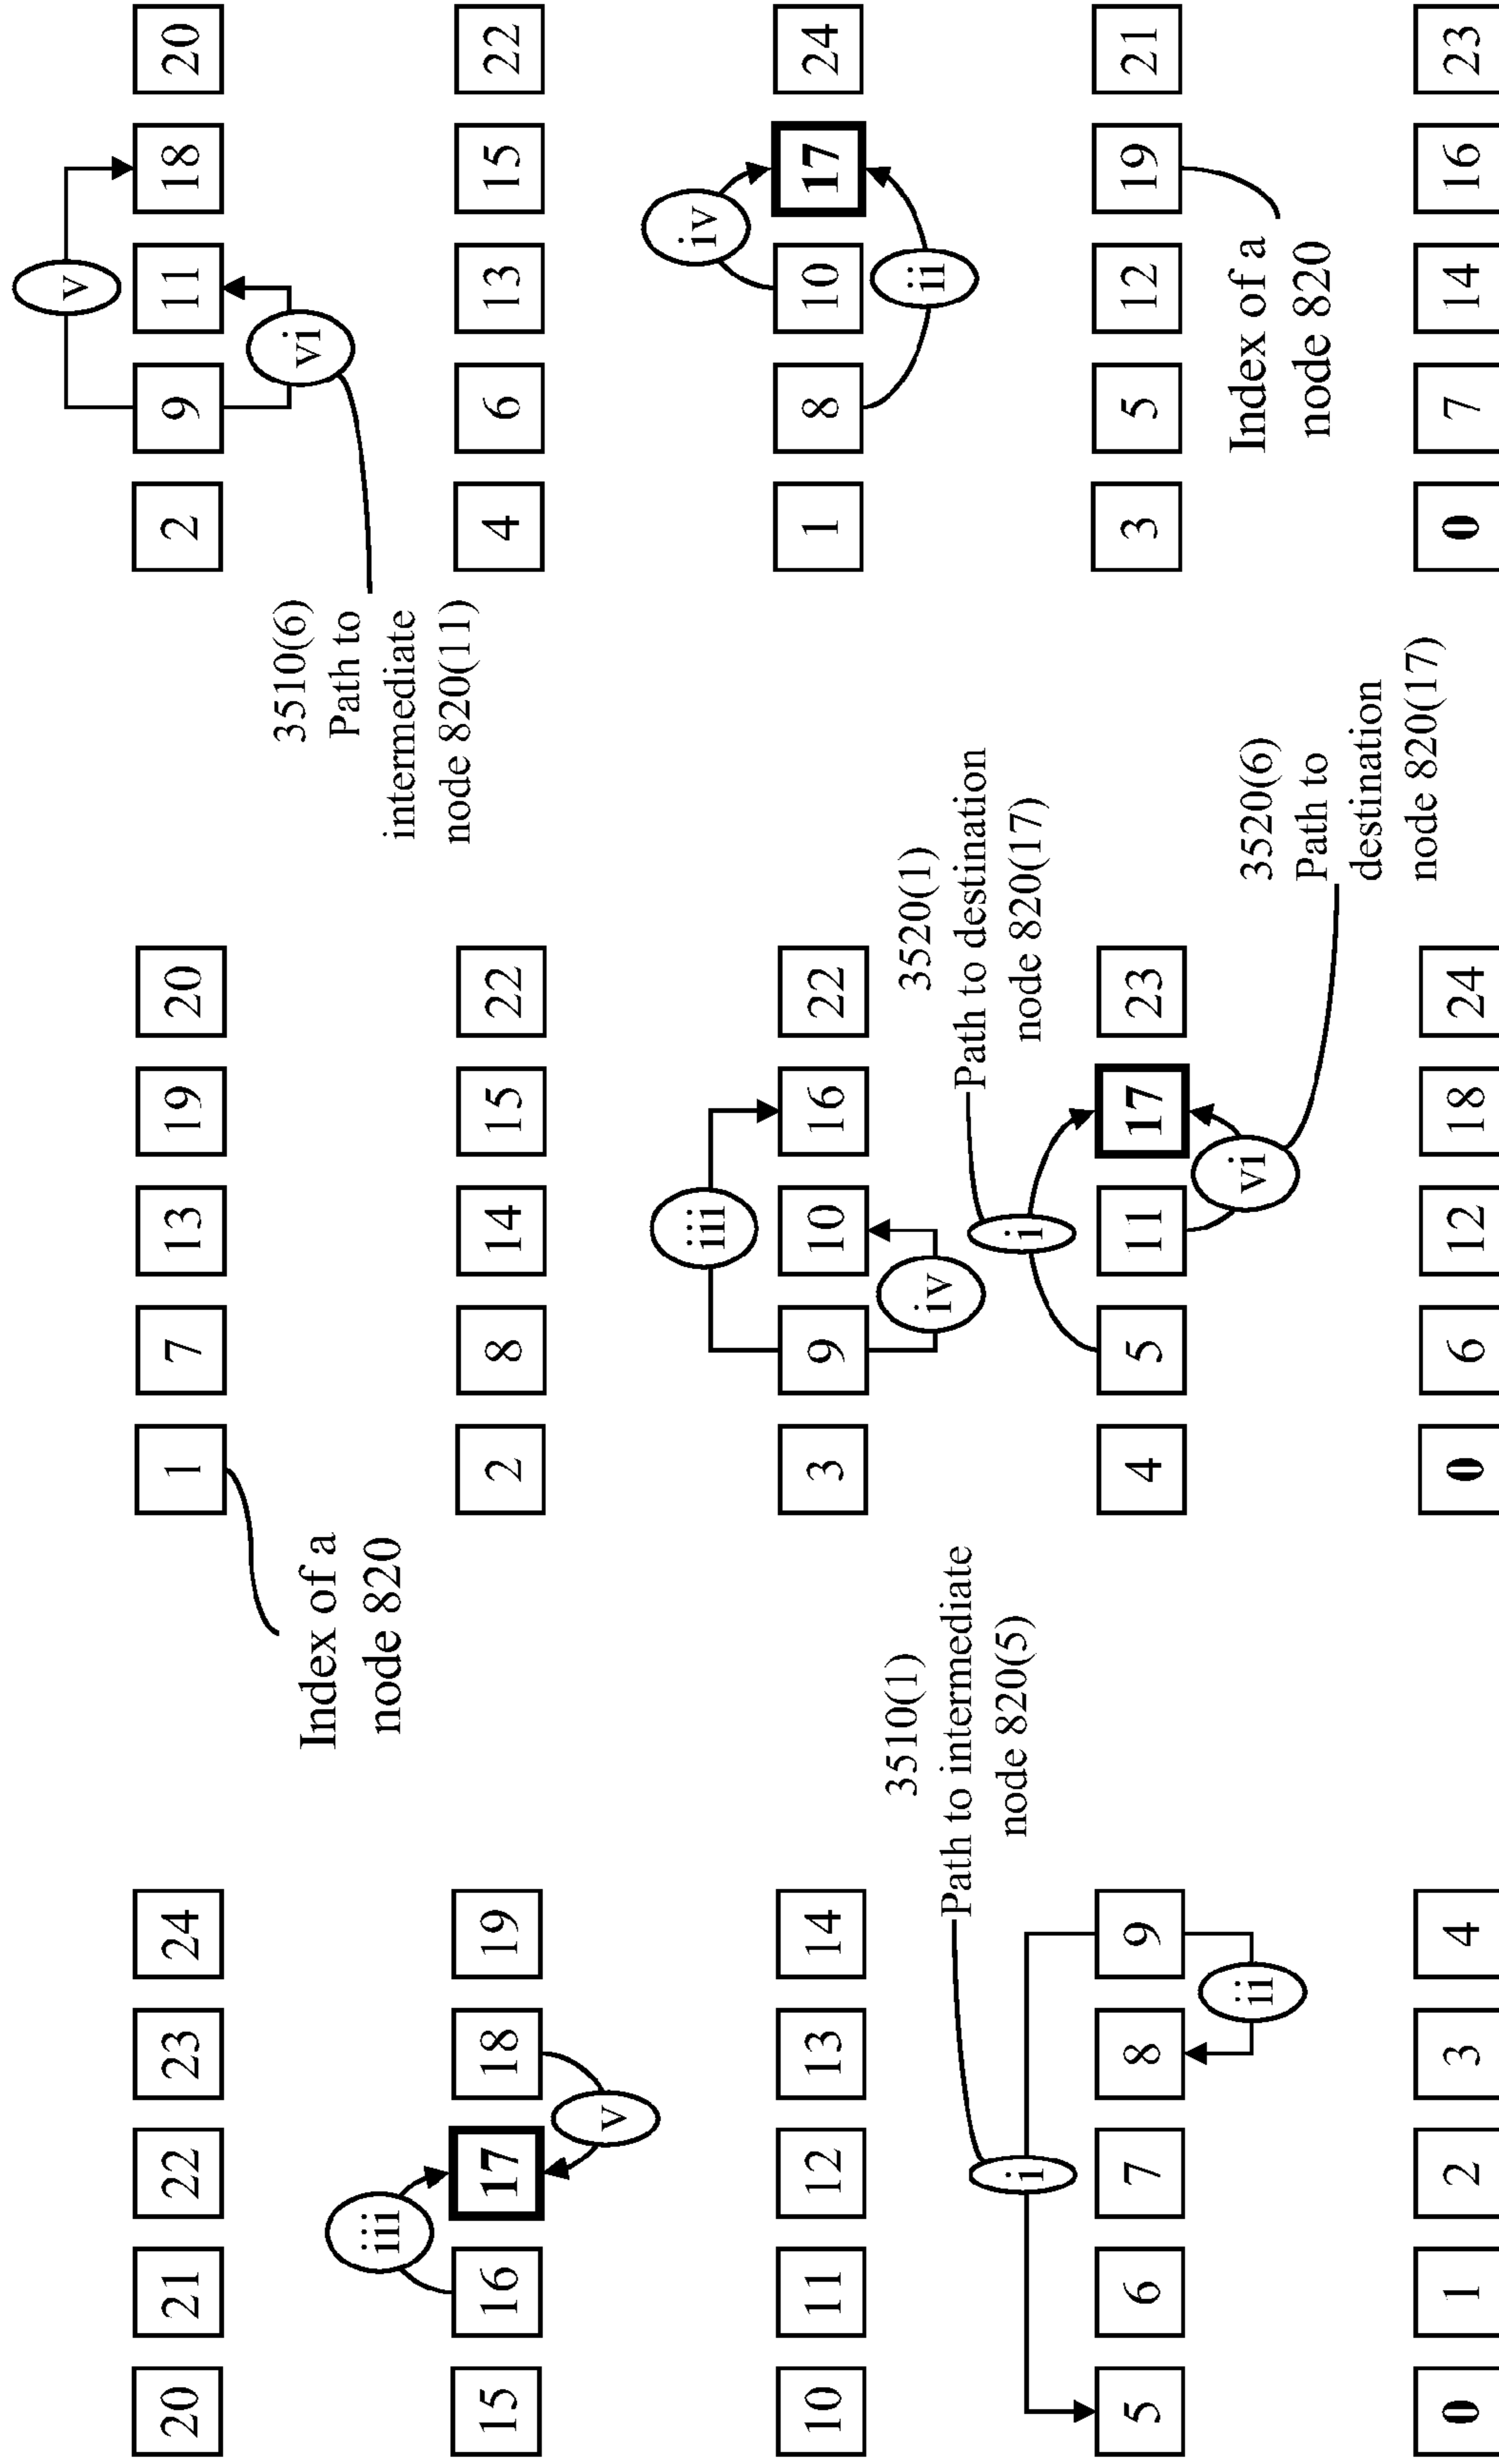 20 21 22 23 24
iii
15 16 17 18 19
v
10 11 12 13 14
3510(1)
Path to intermediate
node 820(5)
i
5 6 7 8 9
ii
0 1 2 3 4
1 7 13 19 20
Index of a
node 820
2 8 14 15 22
iii
3 9 10 16 22
iv
3520(1)
Path to destination
node 820(17)
i
4 5 11 17 23
vi
3520(6)
Path to
destination
node 820(17)
0 6 12 18 24
v
2 9 11 18 20
vi
3510(6)
Path to
intermediate
node 820(11)
4 6 13 15 22
iv
1 8 10 17 24
ii
3 5 12 19 21
Index of a
node 820
0 7 14 16 23